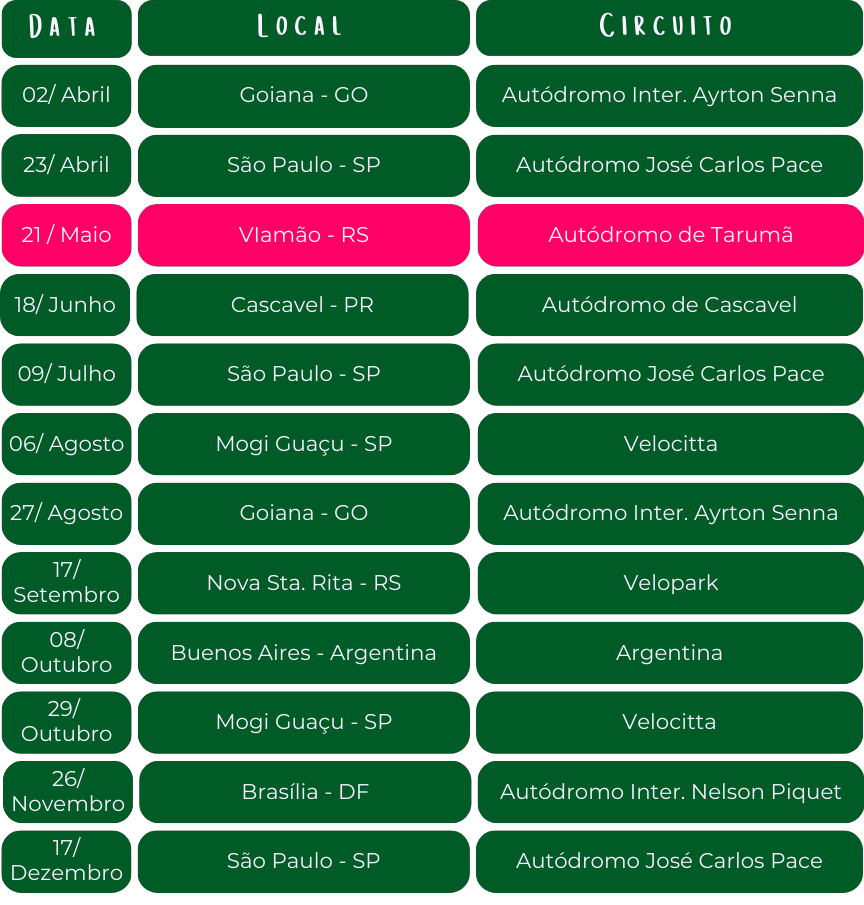 DATA LOCAL CIRCUITO
02/ Abril Goiana - GO Autódromo Inter. Ayrton Senna
23/ Abril São Paulo - SP Autódromo José Carlos Pace
21 / Maio VIamão - RS Autódromo de Tarumã
18/ Junho Cascavel - PR Autódromo de Cascavel
09/ Julho São Paulo - SP Autódromo José Carlos Pace
06/ Agosto Mogi Guaçu - SP Velocitta
27/ Agosto Goiana - GO Autódromo Inter. Ayrton Senna
17/
Setembro Nova Sta. Rita - RS Velopark
08/
Outubro Buenos Aires - Argentina Argentina
29/
Outubro Mogi Guaçu - SP Velocitta
26/
Novembro Brasília - DF Autódromo Inter. Nelson Piquet
17/
Dezembro São Paulo - SP Autódromo José Carlos Pace